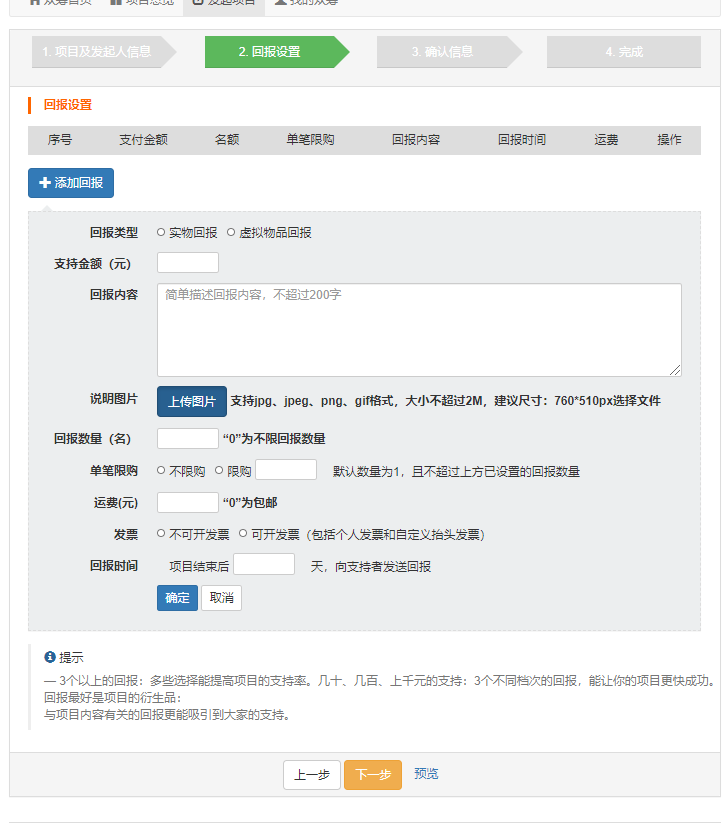 众筹首页 项目总览 发起项目 我的众筹
1. 项目及发起人信息 2. 回报设置 3. 确认信息 4. 完成
回报设置
序号 支付金额 名额 单笔限购 回报内容 回报时间 运费 操作
添加回报
回报类型 实物回报 虚拟物品回报
支持金额（元）
回报内容 简单描述回报内容，不超过200字
说明图片 上传图片 支持jpg、jpeg、png、gif格式，大小不超过2M，建议尺寸：760*510px选择文件
回报数量（名） “0”为不限回报数量
单笔限购 不限购 限购 默认数量为1，且不超过上方已设置的回报数量
运费(元) “0”为包邮
发票 不可开发票 可开发票（包括个人发票和自定义抬头发票）
回报时间 项目结束后 天，向支持者发送回报
确定 取消
提示
— 3个以上的回报：多些选择能提高项目的支持率。几十、几百、上千元的支持：3个不同档次的回报，能让你的项目更快成功。
回报最好是项目的衍生品：
与项目内容有关的回报更能吸引到大家的支持。
上一步 下一步 预览